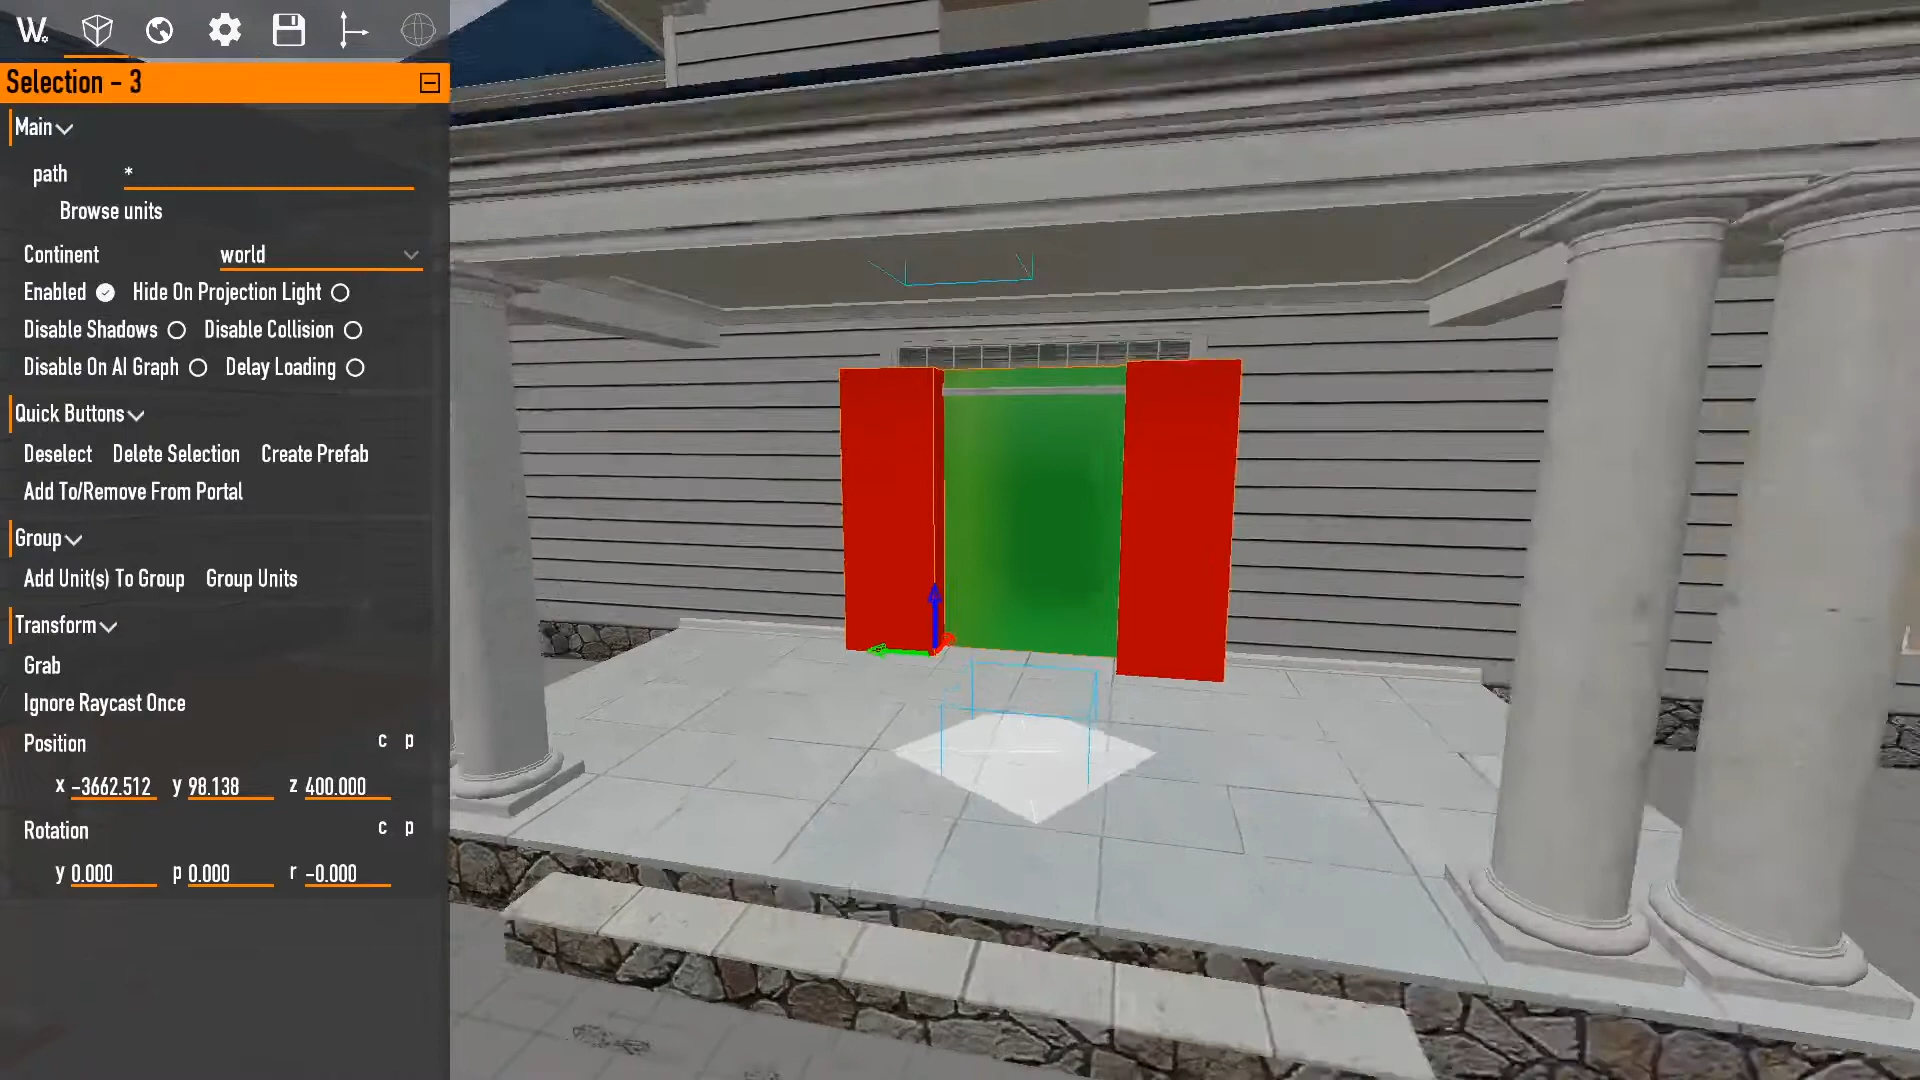 W.
Selection - 3
Main
path *
Browse units
Continent world
Enabled Hide On Projection Light
Disable Shadows Disable Collision
Disable On AI Graph Delay Loading
Quick Buttons
Deselect Delete Selection Create Prefab
Add To/Remove From Portal
Group
Add Unit(s) To Group Group Units
Transform
Grab
Ignore Raycast Once
Position c p
x -3662.512 y 98.138 z 400.000
Rotation c p
y 0.000 p 0.000 r -0.000